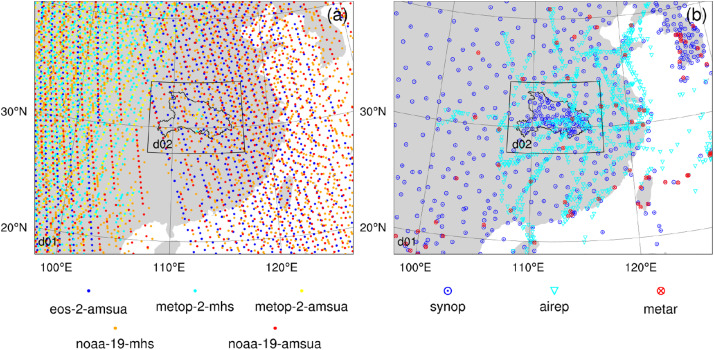 (a)
(b)
30°N
30°N
d02
d02
20°N
20°N
d01
d01
100°E 110°E 120°E
100°E 110°E 120°E
eos-2-amsua metop-2-mhs metop-2-amsua
synop airep metar
noaa-19-mhs noaa-19-amsua